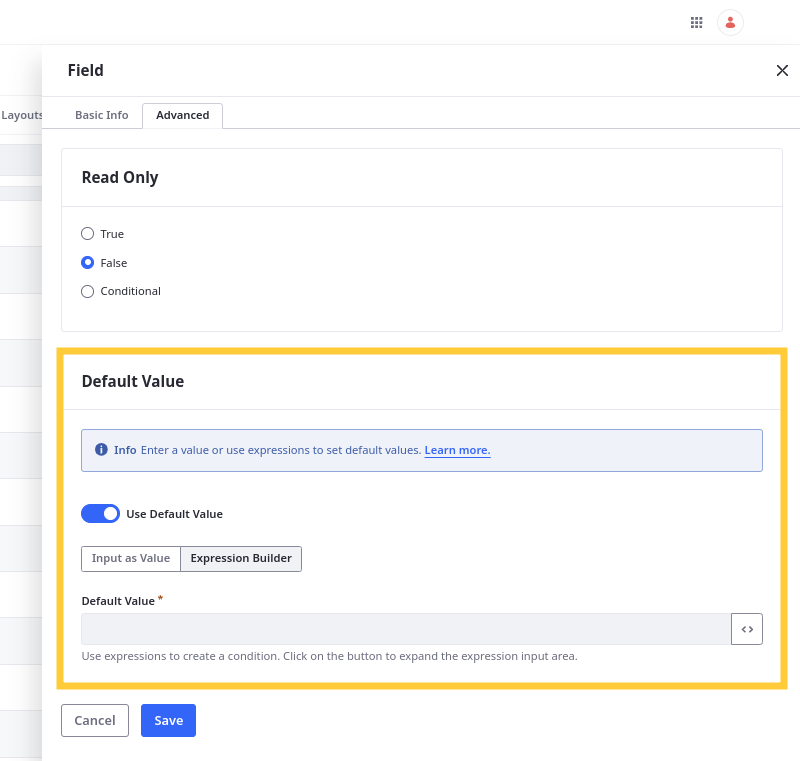 Field
Layouts
Basic Info
Advanced
Read Only
True
False
Conditional
Default Value
Info Enter a value or use expressions to set default values. Learn more.
Use Default Value
Input as Value
Expression Builder
Default Value *
Use expressions to create a condition. Click on the button to expand the expression input area.
Cancel
Save